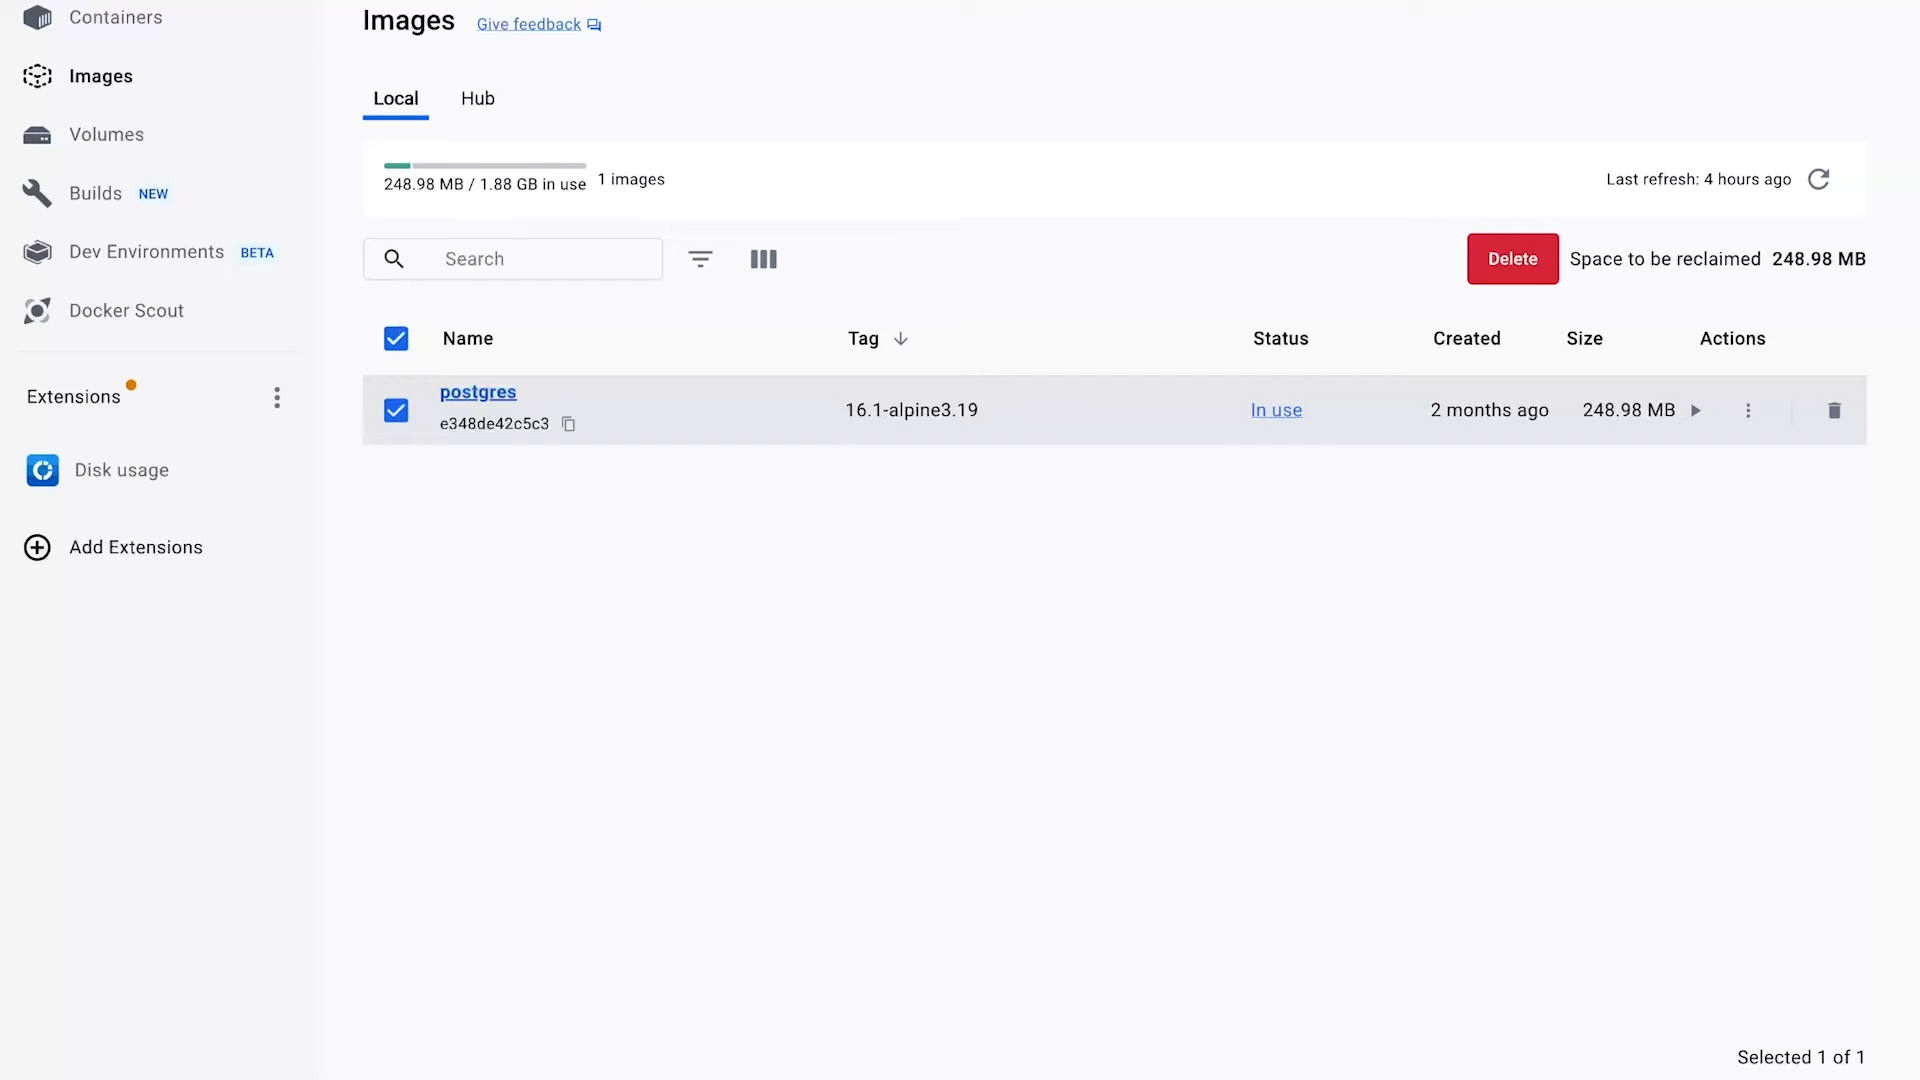 Containers
Images
Volumes
Builds NEW
Dev Environments BETA
Docker Scout
Extensions
Disk usage
Add Extensions
Images Give feedback
Local Hub
248.98 MB / 1.88 GB in use 1 images
Last refresh: 4 hours ago
Search
Delete Space to be reclaimed 248.98 MB
Name Tag Status Created Size Actions
postgres
e348de42c5c3
16.1-alpine3.19 In use 2 months ago 248.98 MB
Selected 1 of 1